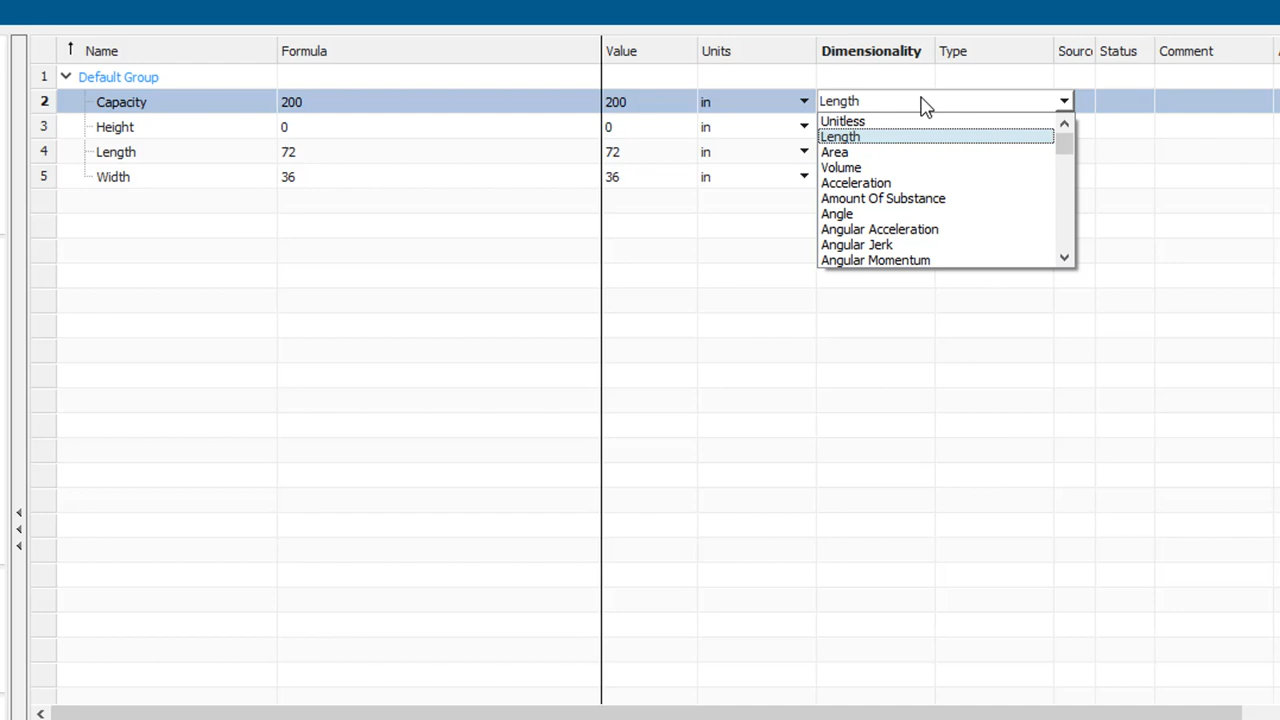 ↑ Name Formula Value Units Dimensionality Type Sourc Status Comment
1 Default Group
2 Capacity 200 200 in Length
3 Height 0 0 in
4 Length 72 72 in
5 Width 36 36 in
Unitless
Length
Area
Volume
Acceleration
Amount Of Substance
Angle
Angular Acceleration
Angular Jerk
Angular Momentum